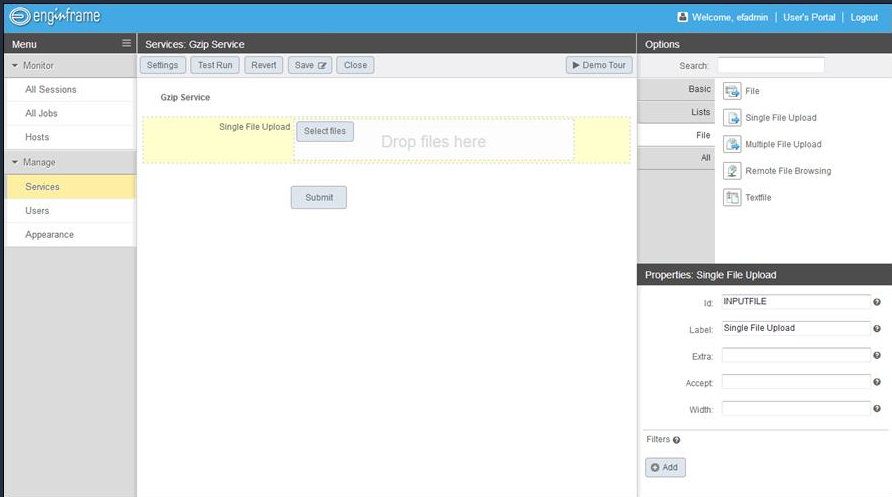 enginframe
Welcome, efadmin | User's Portal | Logout
Menu
Monitor
All Sessions
All Jobs
Hosts
Manage
Services
Users
Appearance
Services: Gzip Service
Settings Test Run Revert Save Close Demo Tour
Gzip Service
Single File Upload Select files Drop files here
Submit
Options
Search:
Basic
Lists
File
All
File
Single File Upload
Multiple File Upload
Remote File Browsing
Textfile
Properties: Single File Upload
Id: INPUTFILE
Label: Single File Upload
Extra:
Accept:
Width:
Filters
Add